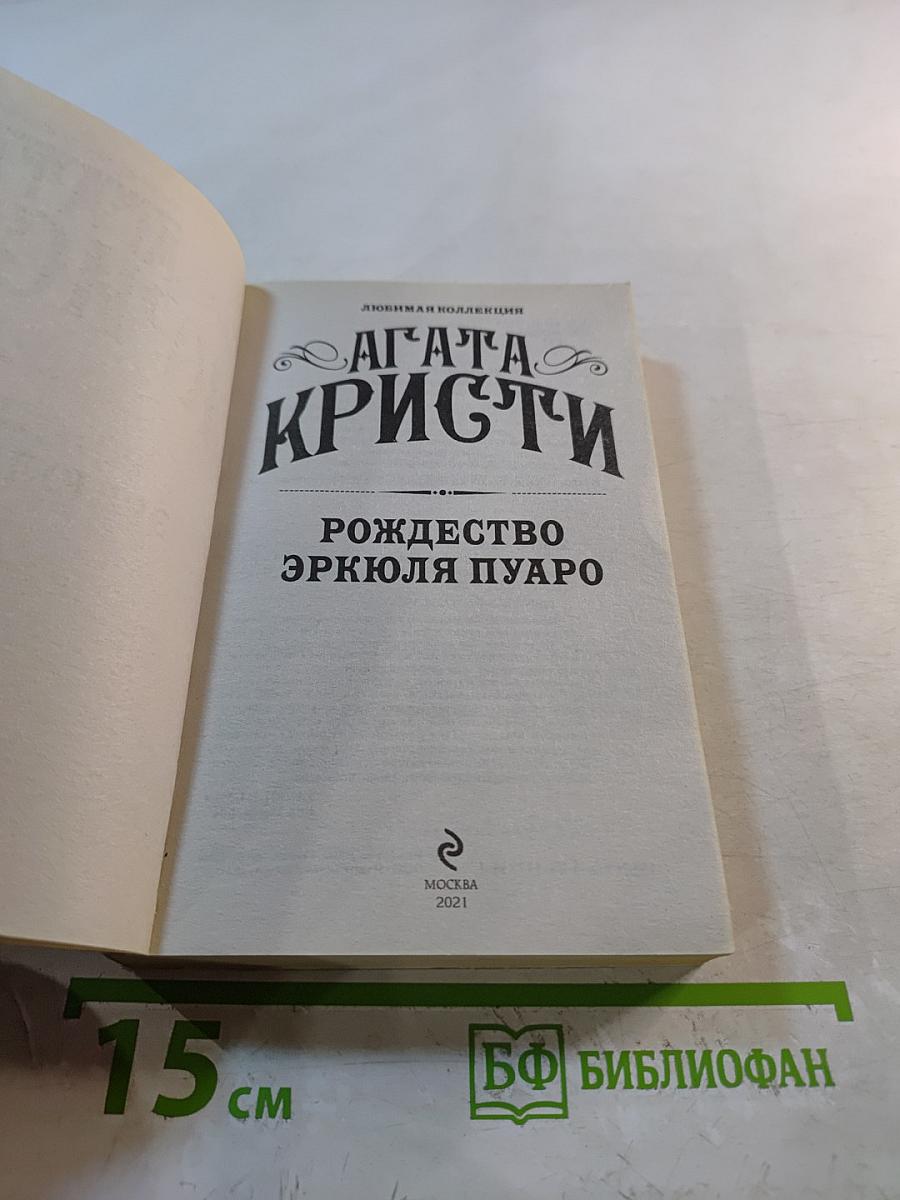 ЛЮБИМАЯ КОЛЛЕКЦИЯ
АГАТА
КРИСТИ
РОЖДЕСТВО
ЭРКЮЛЯ ПУАРО
МОСКВА
2021
15 см
БФ БИБЛИОФАН